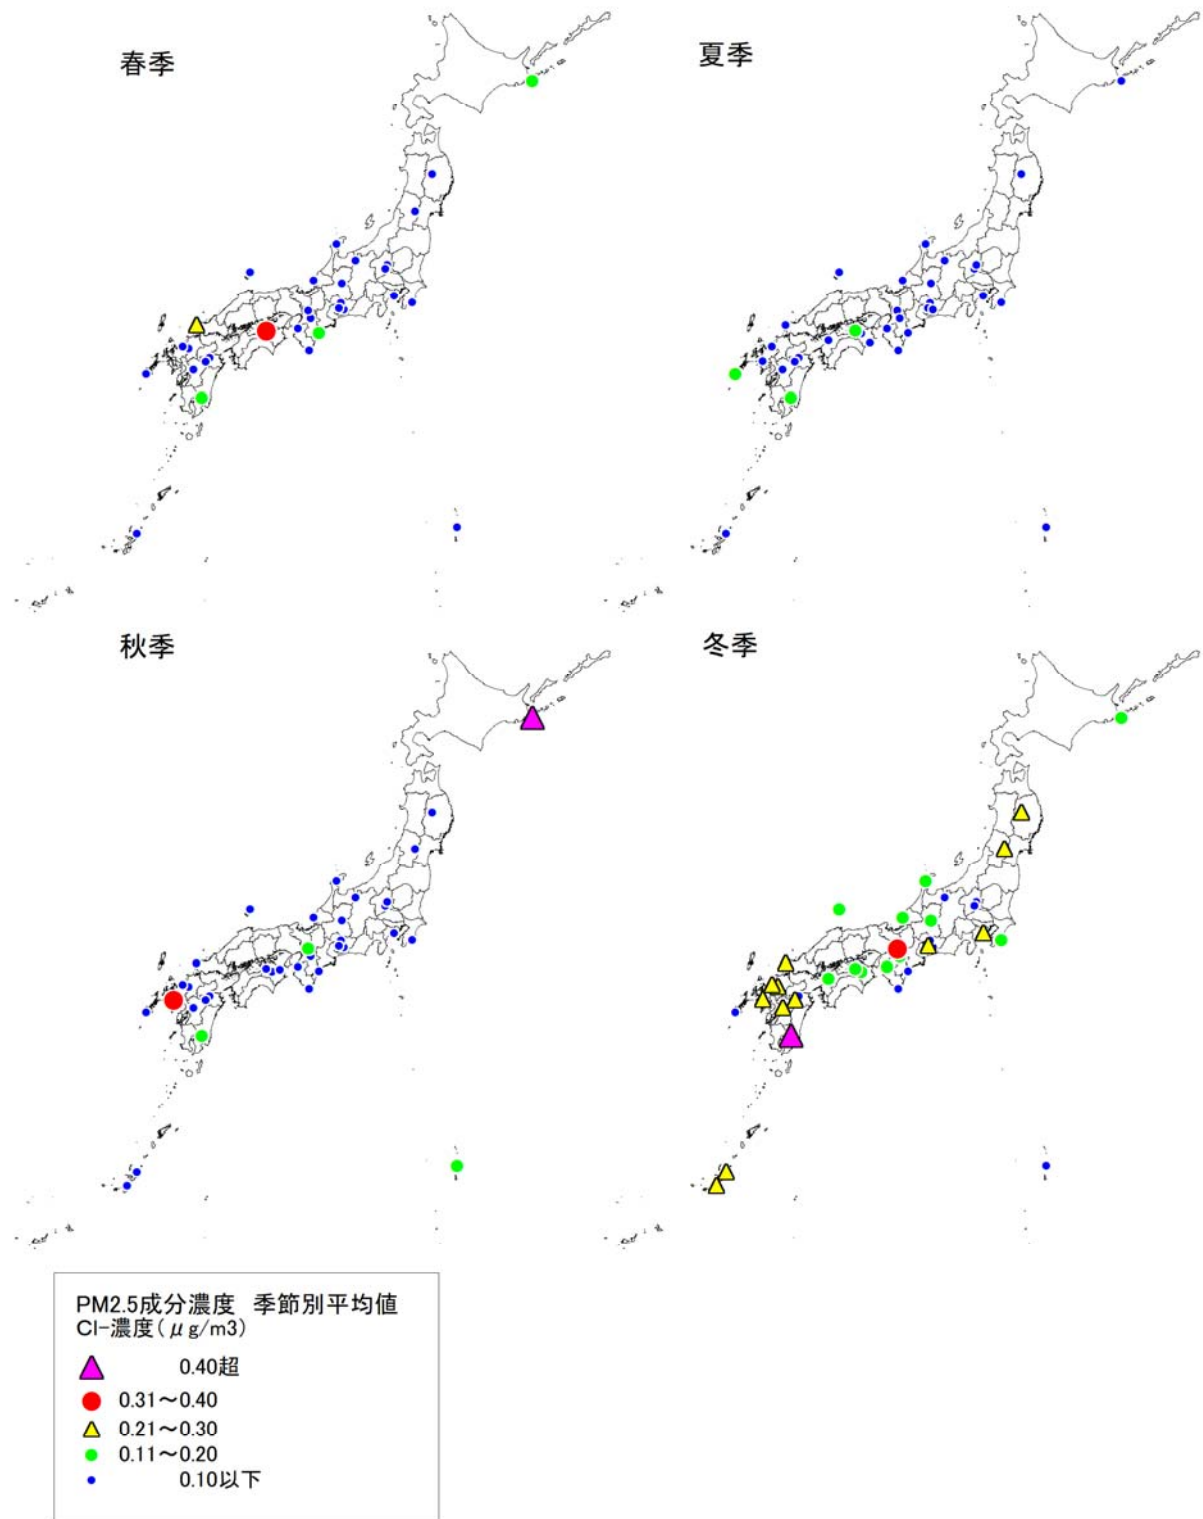 春季
夏季
秋季
冬季
PM2.5成分濃度　季節別平均値
Cl-濃度(μg/m3)
0.40超
0.31～0.40
0.21～0.30
0.11～0.20
0.10以下